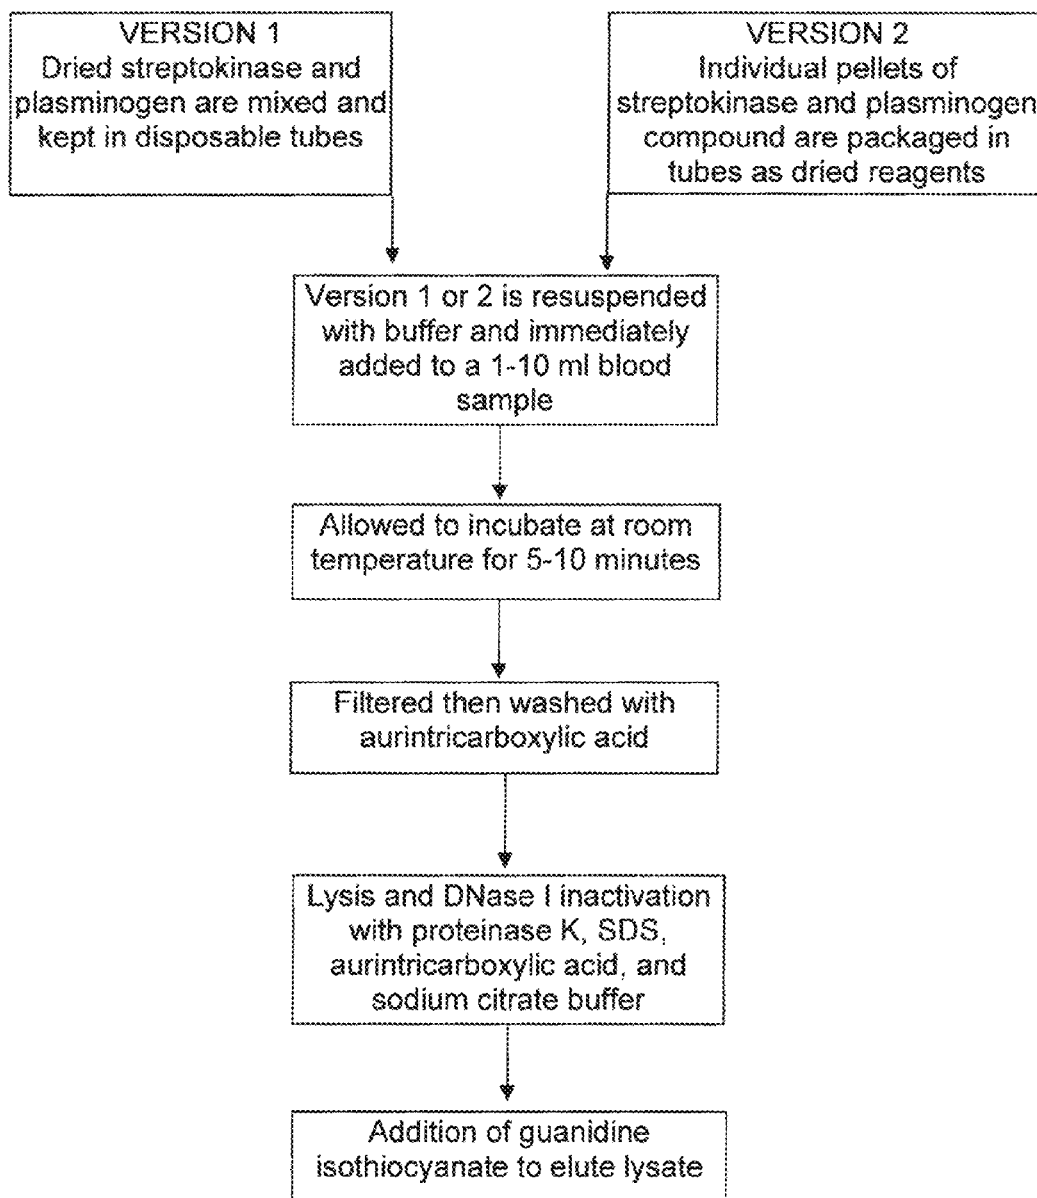 VERSION 1
Dried streptokinase and
plasminogen are mixed and
kept in disposable tubes
VERSION 2
Individual pellets of
streptokinase and plasminogen
compound are packaged in
tubes as dried reagents
Version 1 or 2 is resuspended
with buffer and immediately
added to a 1-10 ml blood
sample
Allowed to incubate at room
temperature for 5-10 minutes
Filtered then washed with
aurintricarboxylic acid
Lysis and DNase I inactivation
with proteinase K, SDS,
aurintricarboxylic acid, and
sodium citrate buffer
Addition of guanidine
isothiocyanate to elute lysate